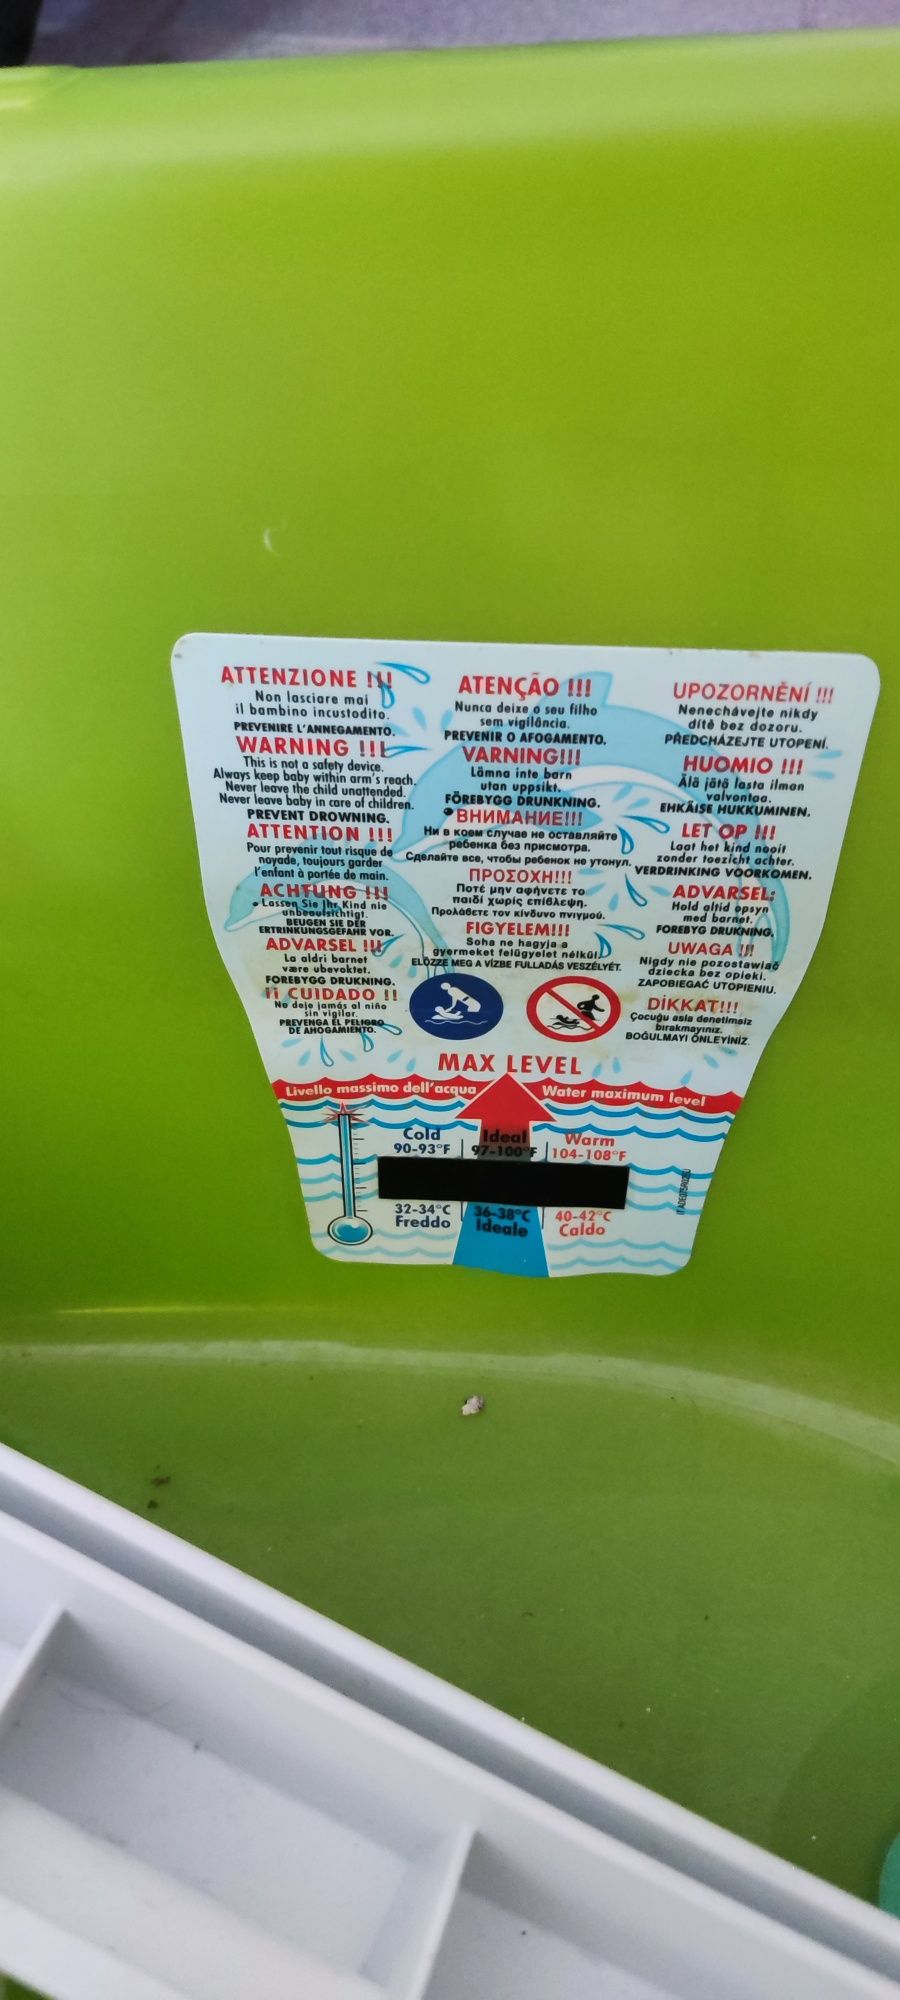 ATTENZIONE !!!
Non lasciare mai
il bambino incustodito.
PREVENIRE L'ANNEGAMENTO.
WARNING !!!
This is not a safety device.
Always keep baby within arm's reach.
Never leave the child unattended.
Never leave baby in care of children.
PREVENT DROWNING.
ATTENTION !!!
Pour prevenir tout risque de
noyade, toujours garder
l'enfant à portée de main.
ACHTUNG !!!
Lassen Sie Ihr Kind nie
unbeoufsichtigt.
BEUGEN SIE DER
ERTRINKUNGSGEFAHR VOR.
ADVARSEL !!!
La aldri barnet
være ubevoktet.
FOREBYGG DRUKNING.
¡¡ CUIDADO !!
No deje jamás al niño
sin vigilar.
PREVENGA EL PELIGRO
DE AHOGAMIENTO.
ATENÇÃO !!!
Nunca deixe o seu filho
sem vigilância.
PREVENIR O AFOGAMENTO.
VARNING!!!
Lämna inte barn
utan uppsikt.
FÖREBYGG DRUNKNING.
ВНИМАНИЕ!!!
Ни в коем случае не оставляйте
ребенка без присмотра.
Сделайте все, чтобы ребенок не утонул.
ΠΡΟΣΟΧΗ!!!
Ποτέ μην αφήνετε το
παιδί χωρίς επίβλεψη.
Προλάβετε τον κίνδυνο πνιγμού.
FIGYELEM!!!
Soha ne hagyja a
gyermeket felügyelet nélkül.
ELŐZZE MEG A VÍZBE FULLADÁS VESZÉLYÉT.
UPOZORNĚNÍ !!!
Nenechávejte nikdy
dítě bez dozoru.
PŘEDCHÁZEJTE UTOPENÍ.
HUOMIO !!!
Älä jätä lasta ilman
valvontaa.
EHKÄISE HUKKUMINEN.
LET OP !!!
Laat het kind nooit
zonder toezicht achter.
VERDRINKING VOORKOMEN.
ADVARSEL:
Hold altid opsyn
med barnet.
FOREBYG DRUKNING.
UWAGA !!!
Nigdy nie pozostawiać
dziecka bez opieki.
ZAPOBIEGAĆ UTOPIENIU.
DİKKAT!!!
Çocuğu asla denetimsiz
bırakmayınız.
BOĞULMAYI ÖNLEYİNİZ.
MAX LEVEL
Livello massimo dell'acqua
Water maximum level
Cold Ideal Warm
90-93°F 97-100°F 104-108°F
32-34°C 36-38°C 40-42°C
Freddo Ideale Caldo